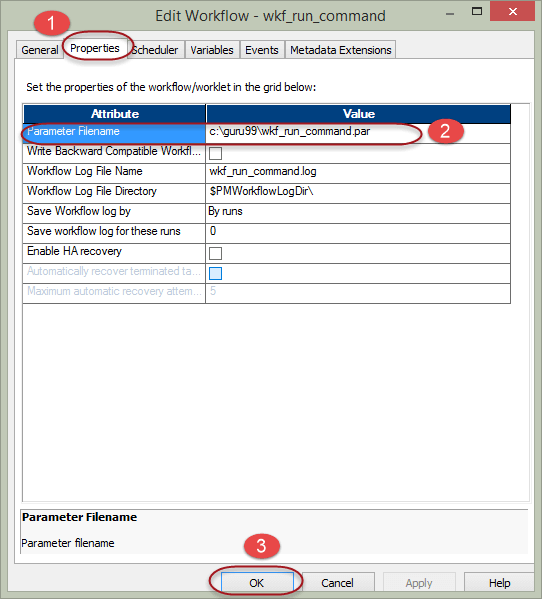 Edit Workflow - wkf_run_command
1
General Properties Scheduler Variables Events Metadata Extensions
Set the properties of the workflow/worklet in the grid below:
Attribute Value
Parameter Filename c:\guru99\wkf_run_command.par 2
Write Backward Compatible Workfl...
Workflow Log File Name wkf_run_command.log
Workflow Log File Directory $PMWorkflowLogDir\
Save Workflow log by By runs
Save workflow log for these runs 0
Enable HA recovery
Automatically recover terminated ta...
Maximum automatic recovery attem... 5
Parameter Filename
Parameter filename
3
OK Cancel Apply Help